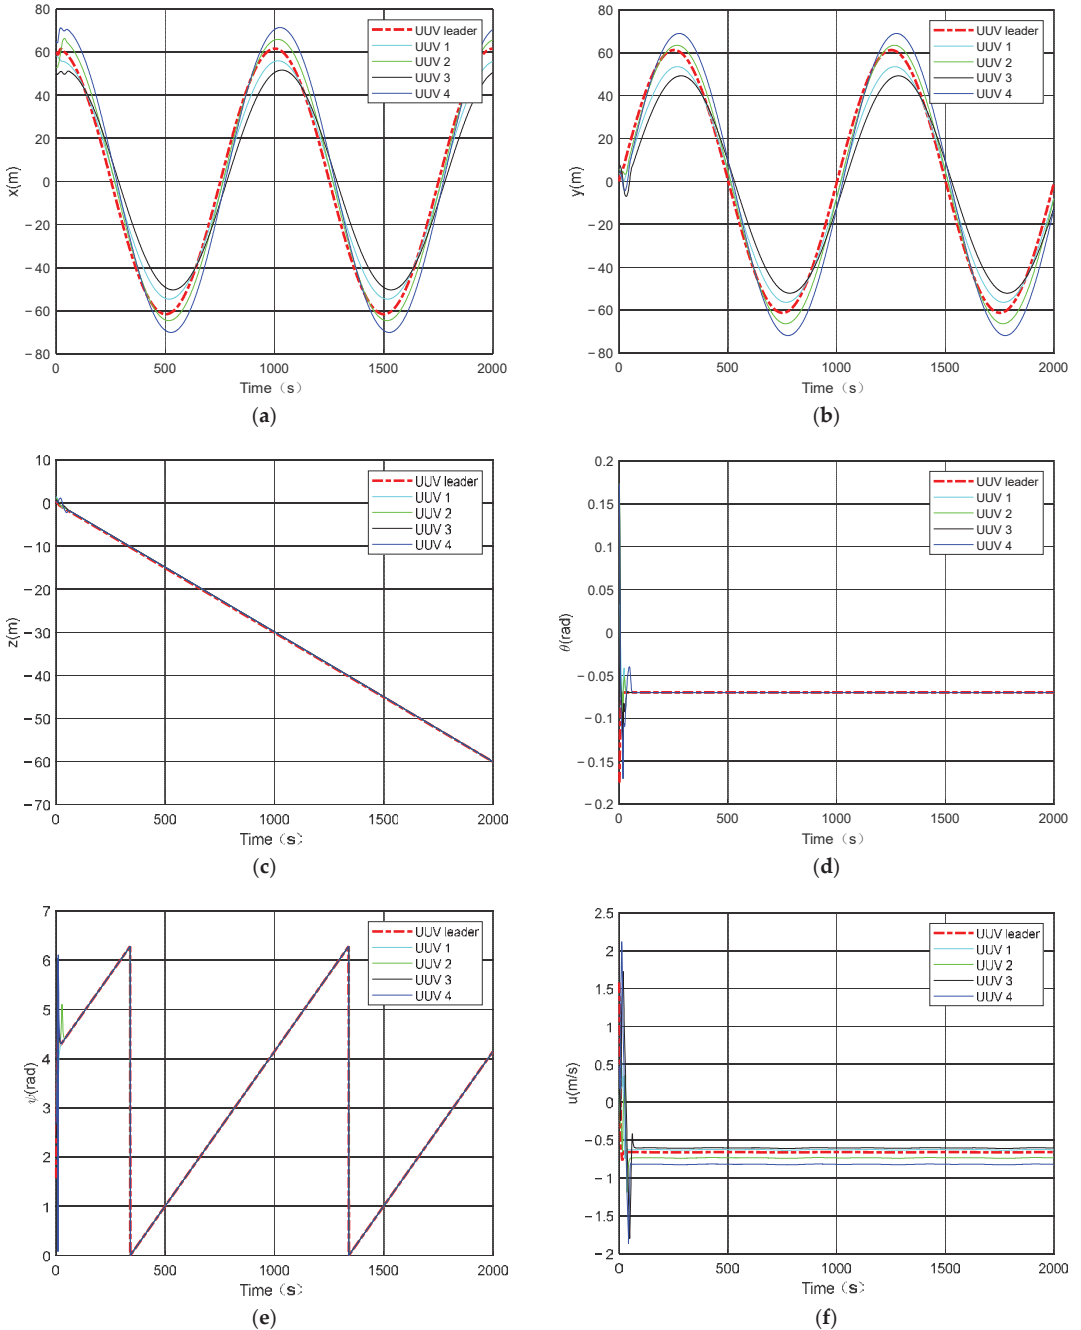 80
60
40
20
0
−20
−40
−60
−80
x(m)
0
500
1000
1500
2000
Time（s）
UUV leader
UUV 1
UUV 2
UUV 3
UUV 4
(a)
80
60
40
20
0
−20
−40
−60
−80
y(m)
0
500
1000
1500
2000
Time（s）
UUV leader
UUV 1
UUV 2
UUV 3
UUV 4
(b)
10
0
−10
−20
−30
−40
−50
−60
−70
z(m)
0
500
1000
1500
2000
Time（s）
UUV leader
UUV 1
UUV 2
UUV 3
UUV 4
(c)
0.2
0.15
0.1
0.05
0
−0.05
−0.1
−0.15
−0.2
θ(rad)
0
500
1000
1500
2000
Time（s）
UUV leader
UUV 1
UUV 2
UUV 3
UUV 4
(d)
7
6
5
4
3
2
1
0
ψ(rad)
0
500
1000
1500
2000
Time（s）
UUV leader
UUV 1
UUV 2
UUV 3
UUV 4
(e)
2.5
2
1.5
1
0.5
0
−0.5
−1
−1.5
−2
u(m/s)
0
500
1000
1500
2000
Time（s）
UUV leader
UUV 1
UUV 2
UUV 3
UUV 4
(f)